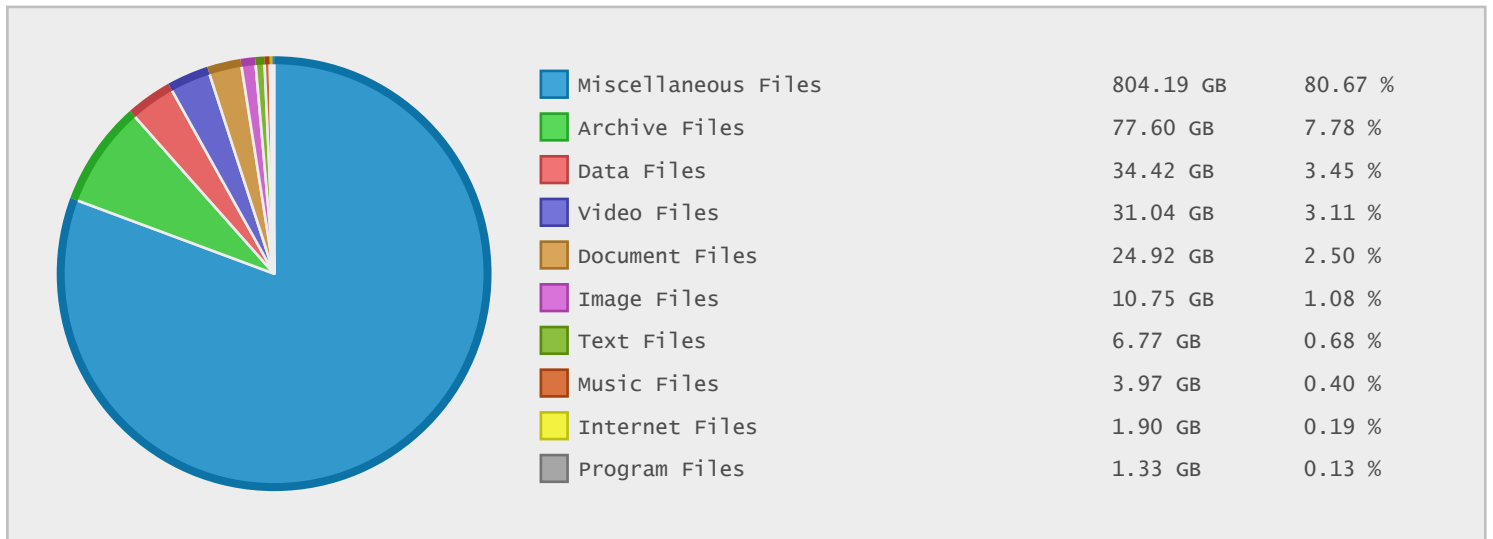 Miscellaneous Files 804.19 GB 80.67 %
Archive Files 77.60 GB 7.78 %
Data Files 34.42 GB 3.45 %
Video Files 31.04 GB 3.11 %
Document Files 24.92 GB 2.50 %
Image Files 10.75 GB 1.08 %
Text Files 6.77 GB 0.68 %
Music Files 3.97 GB 0.40 %
Internet Files 1.90 GB 0.19 %
Program Files 1.33 GB 0.13 %